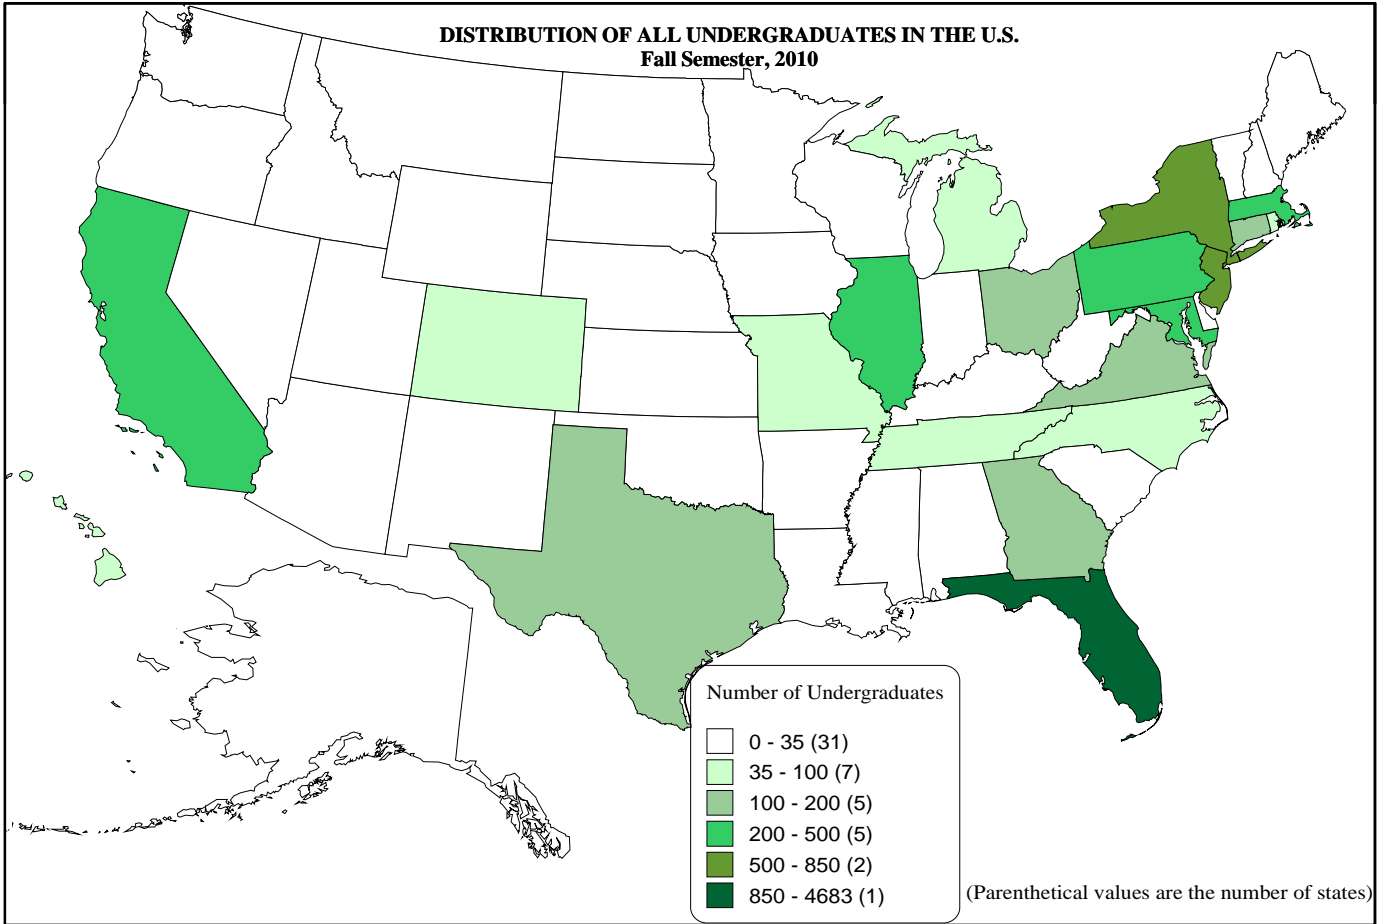 DISTRIBUTION OF ALL UNDERGRADUATES IN THE U.S.
Fall Semester, 2010
Number of Undergraduates
0 - 35 (31)
35 - 100 (7)
100 - 200 (5)
200 - 500 (5)
500 - 850 (2)
850 - 4683 (1)
(Parenthetical values are the number of states)